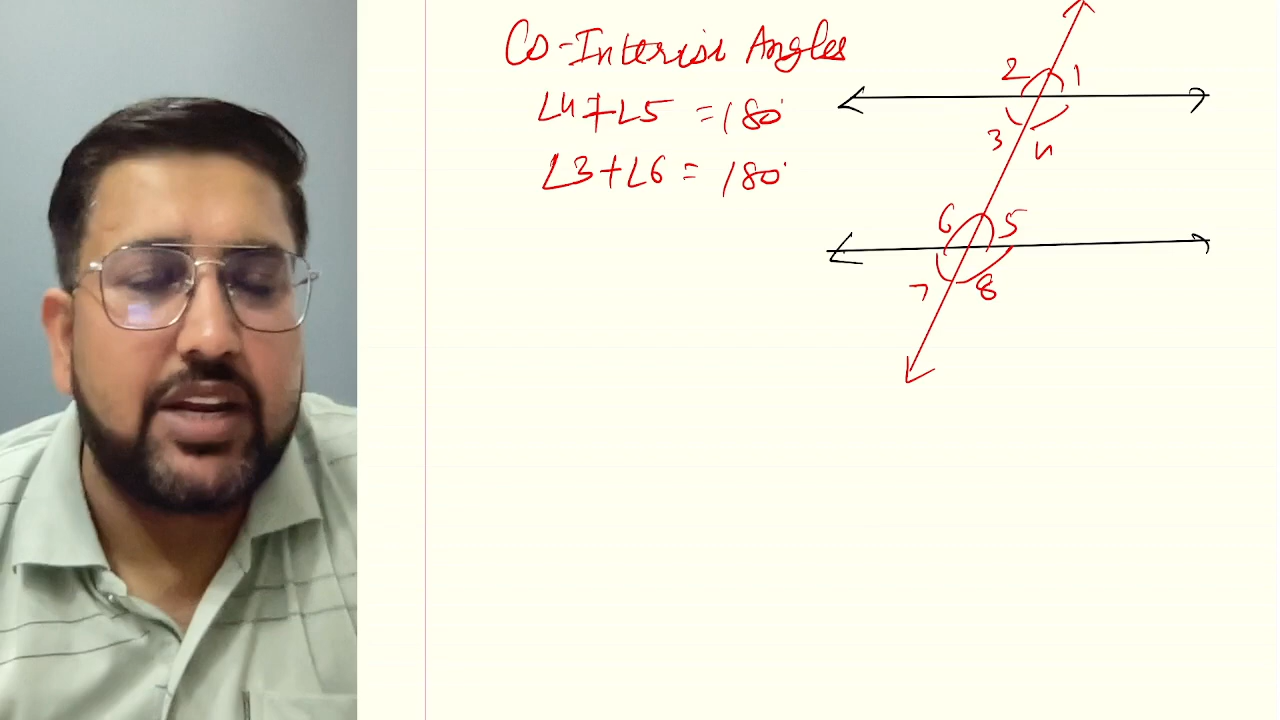 Co-Interior Angles
∠4+∠5 = 180°
∠3+∠6 = 180°
2 1
3 4
6 5
7 8